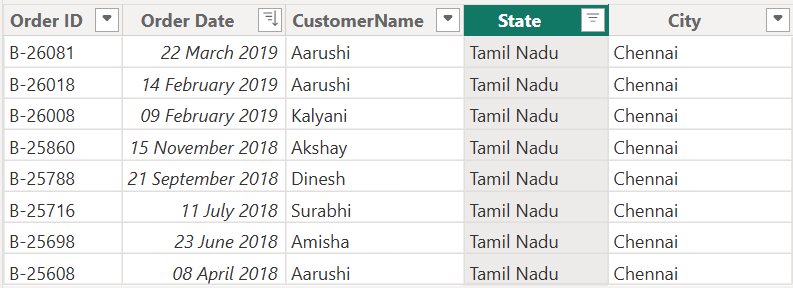 Order ID Order Date CustomerName State City
B-26081 22 March 2019 Aarushi Tamil Nadu Chennai
B-26018 14 February 2019 Aarushi Tamil Nadu Chennai
B-26008 09 February 2019 Kalyani Tamil Nadu Chennai
B-25860 15 November 2018 Akshay Tamil Nadu Chennai
B-25788 21 September 2018 Dinesh Tamil Nadu Chennai
B-25716 11 July 2018 Surabhi Tamil Nadu Chennai
B-25698 23 June 2018 Amisha Tamil Nadu Chennai
B-25608 08 April 2018 Aarushi Tamil Nadu Chennai